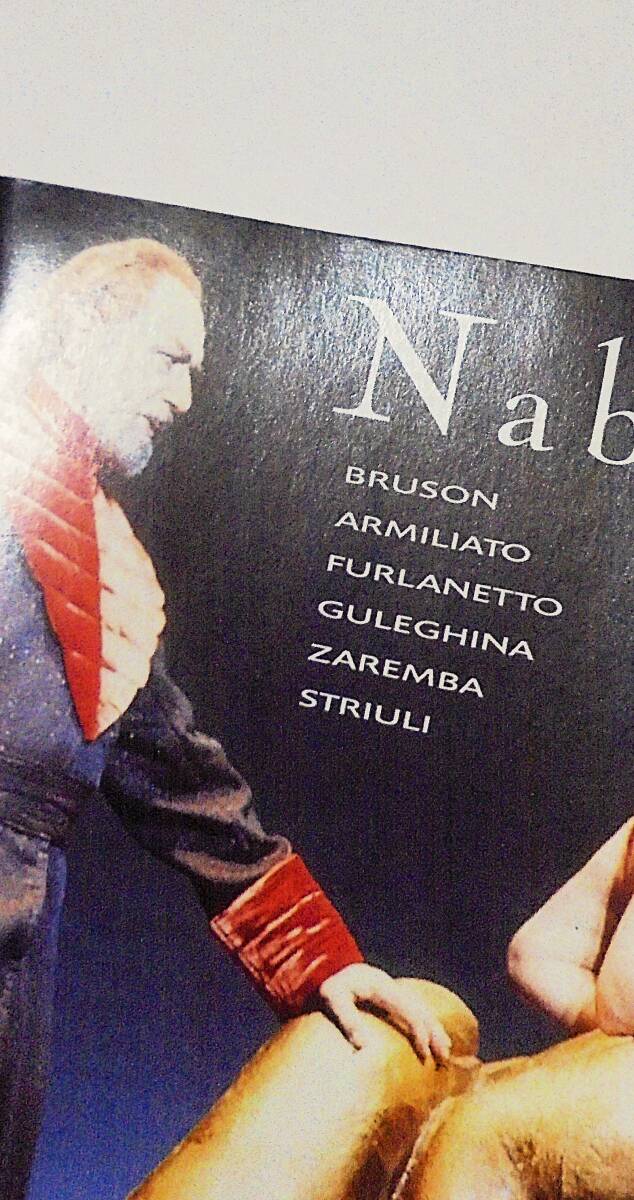 Nab
BRUSON
ARMILIATO
FURLANETTO
GULEGHINA
ZAREMBA
STRIULI